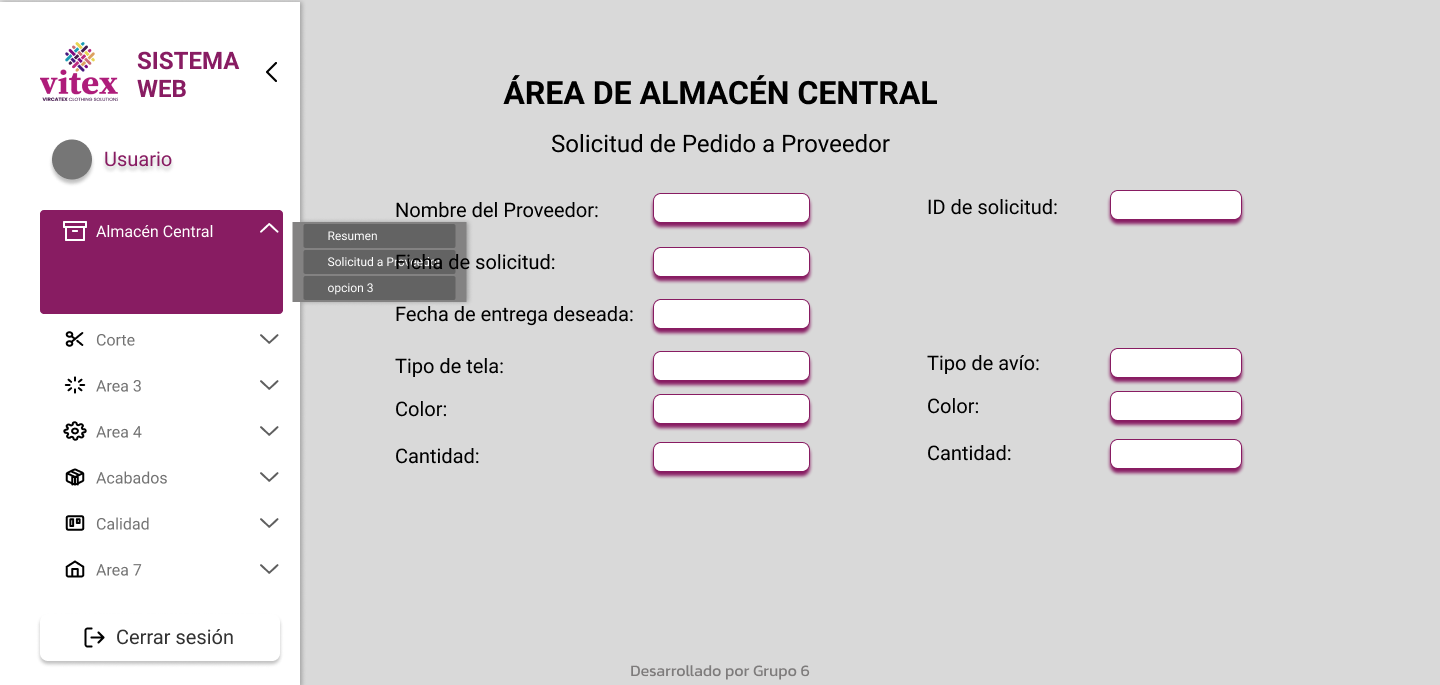 vitex
VIRCATEX CLOTHING SOLUTIONS
SISTEMA
WEB
Usuario
Almacén Central
Resumen
Solicitud a Proveedor
opcion 3
Corte
Area 3
Area 4
Acabados
Calidad
Area 7
Cerrar sesión
ÁREA DE ALMACÉN CENTRAL
Solicitud de Pedido a Proveedor
Nombre del Proveedor:
ID de solicitud:
Ficha de solicitud:
Fecha de entrega deseada:
Tipo de tela:
Tipo de avío:
Color:
Color:
Cantidad:
Cantidad:
Desarrollado por Grupo 6